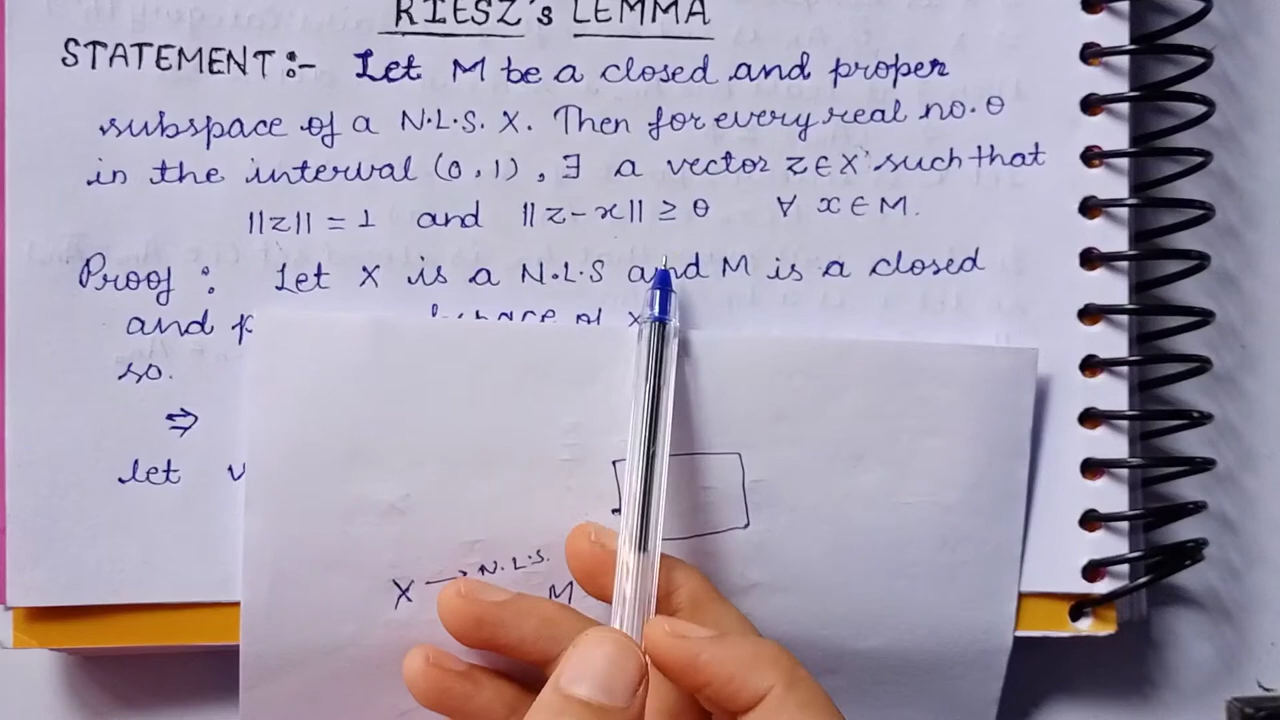 RIESZ's LEMMA
STATEMENT :- Let M be a closed and proper
subspace of a N.L.S. X. Then for every real no. θ
in the interval (0,1), ∃ a vector z∈X such that
||z|| = 1 and ||z-x|| ≥ θ ∀ x∈M.
Proof : Let X is a N.L.S and M is a closed
and
so.
⇒
let
X → N.L.S.
M